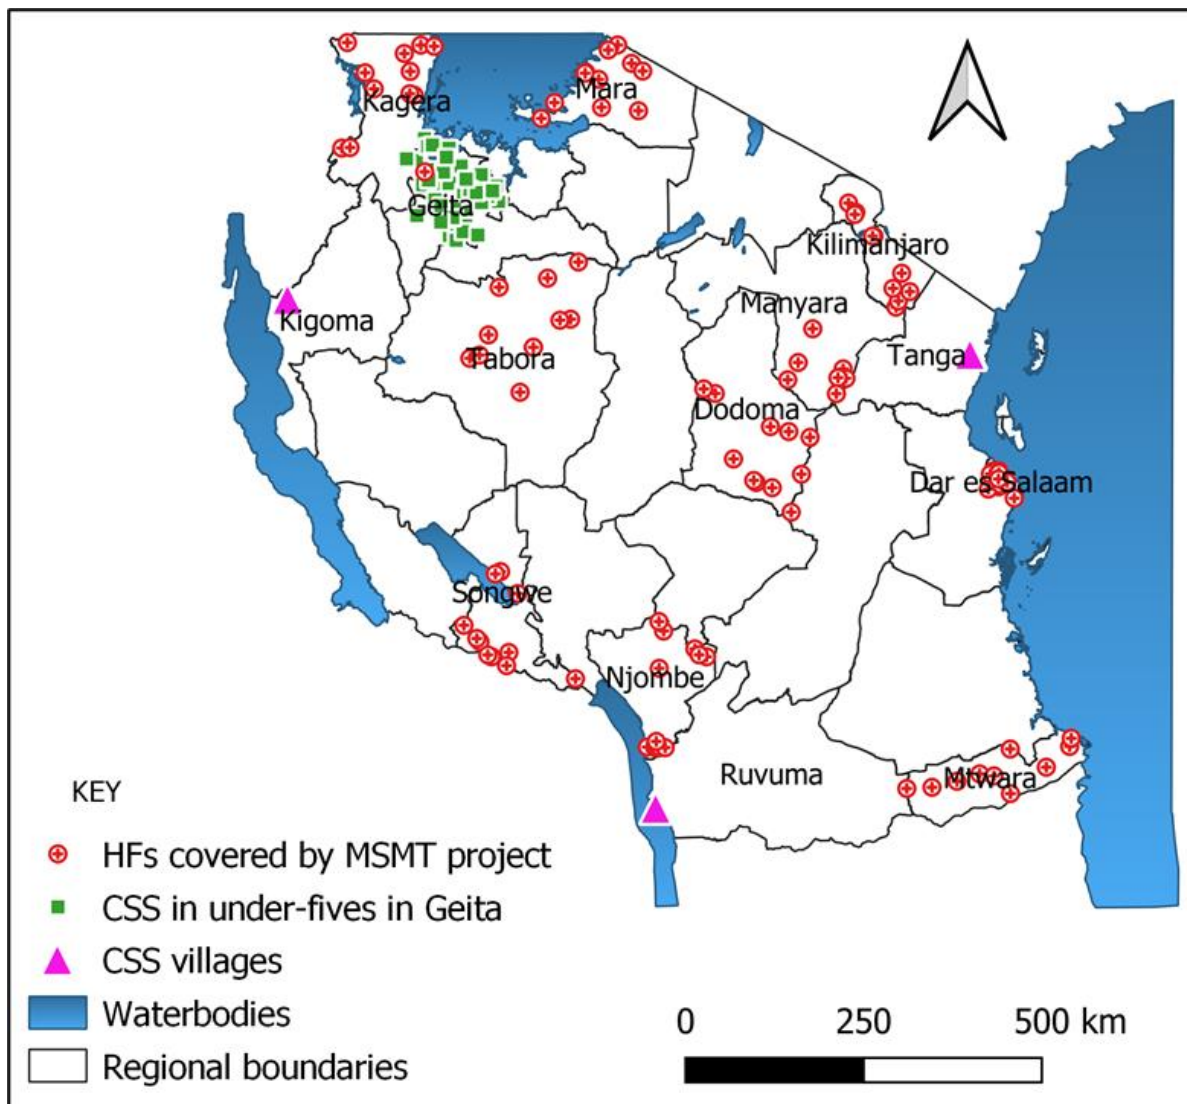 Kagera
Mara
Geita
Kilimanjaro
Kigoma
Manyara
Tabora
Tanga
Dodoma
Dar es Salaam
Songwe
Njombe
Ruvuma
Mtwara
KEY
HFs covered by MSMT project
CSS in under-fives in Geita
CSS villages
Waterbodies
Regional boundaries
0 250 500 km